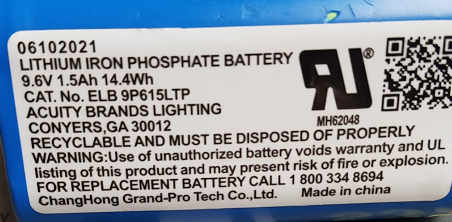 06102021
LITHIUM IRON PHOSPHATE BATTERY
9.6V 1.5Ah 14.4Wh
CAT. No. ELB 9P615LTP
ACUITY BRANDS LIGHTING
CONYERS,GA 30012
RU®
MH62048
RECYCLABLE AND MUST BE DISPOSED OF PROPERLY
WARNING:Use of unauthorized battery voids warranty and UL
listing of this product and may present risk of fire or explosion.
FOR REPLACEMENT BATTERY CALL 1 800 334 8694
ChangHong Grand-Pro Tech Co.,Ltd. Made in china